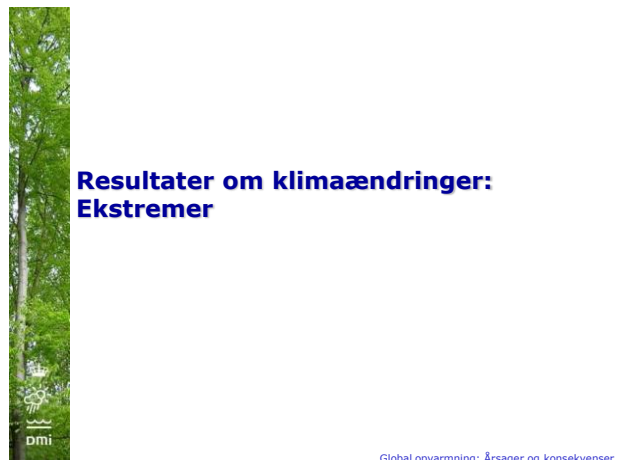 Resultater om klimaændringer:
Ekstremer
DMi
Global opvarmning: Årsager og konsekvenser